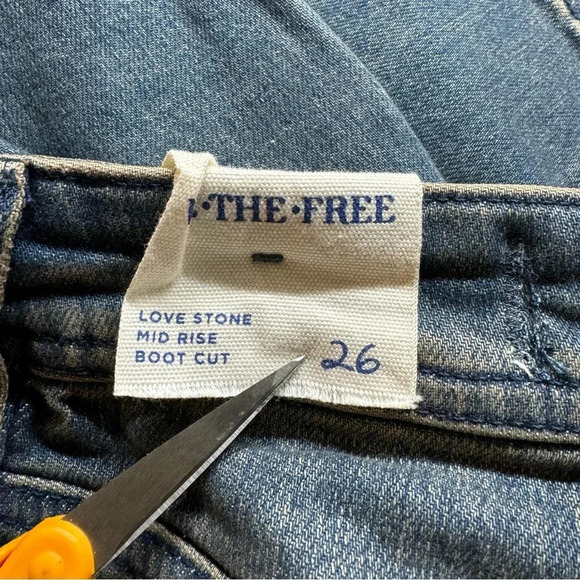 •THE•FREE
LOVE STONE
MID RISE
BOOT CUT
26